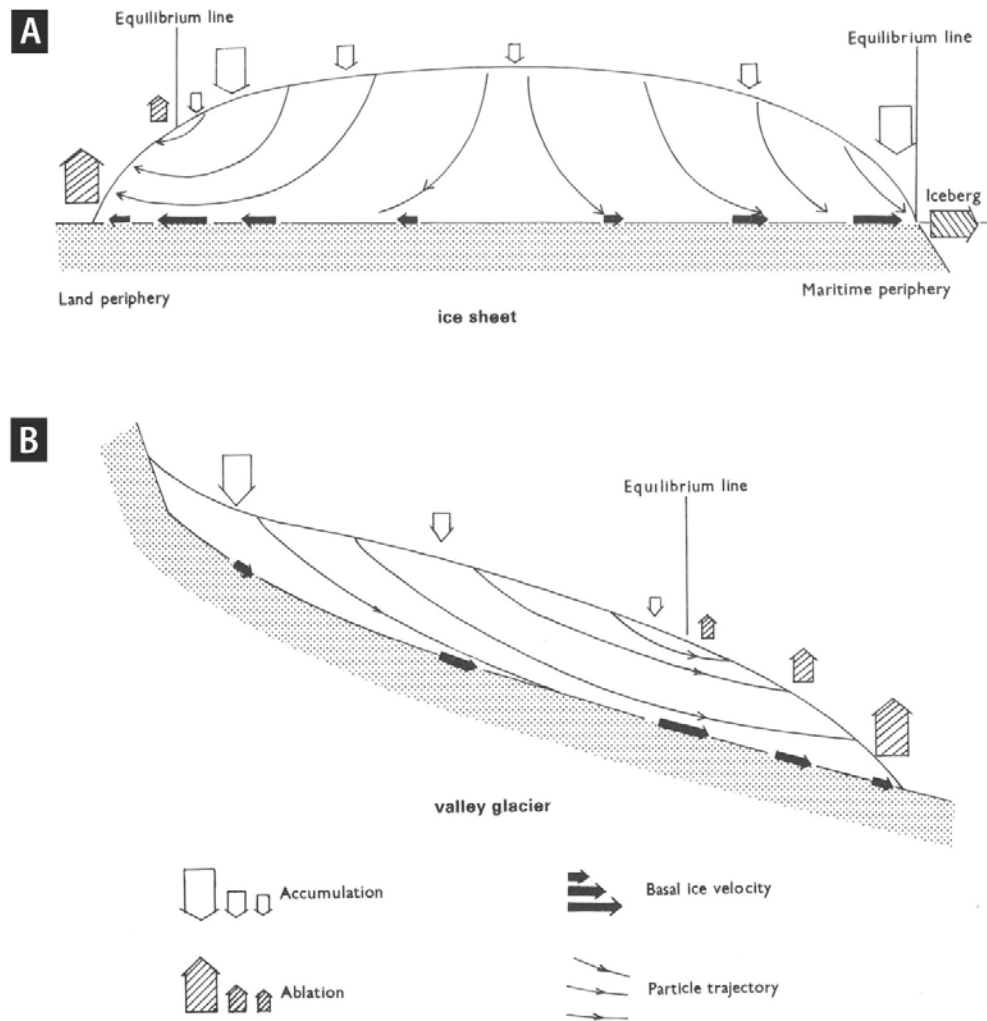 A
Equilibrium line
Equilibrium line
Iceberg
Land periphery
Maritime periphery
ice sheet
B
Equilibrium line
valley glacier
Accumulation
Basal ice velocity
Ablation
Particle trajectory